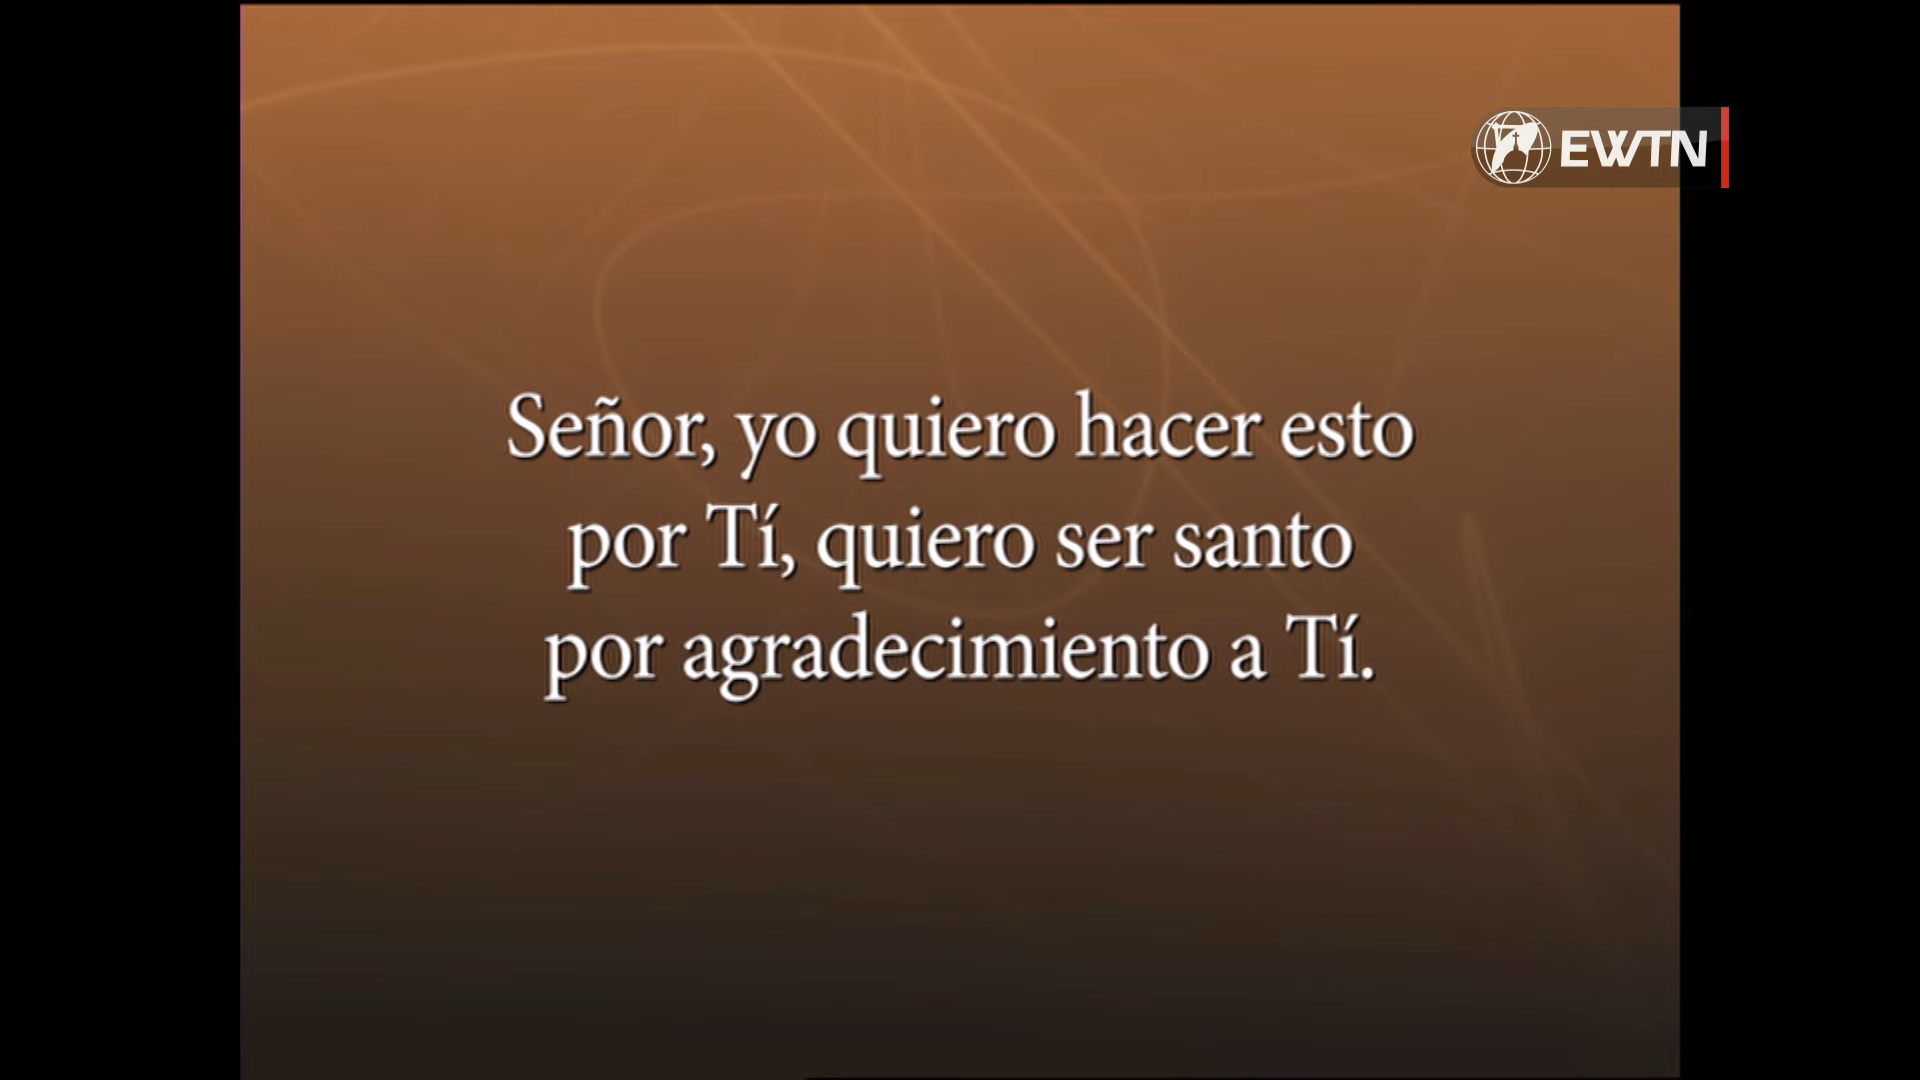 EWTN
Señor, yo quiero hacer esto
por Tí, quiero ser santo
por agradecimiento a Tí.